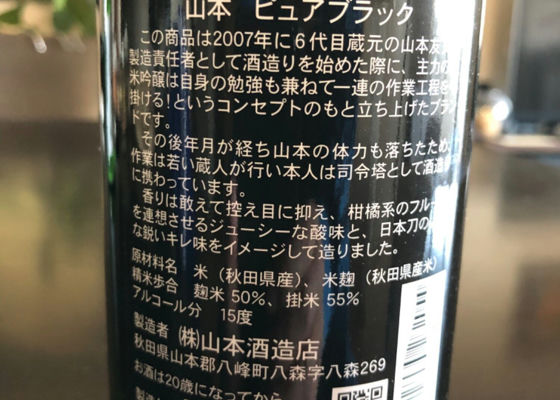 山本 ピュアブラック
この商品は2007年に6代目蔵元の山本友
製造責任者として酒造りを始めた際に、主力の
米吟醸は自身の勉強も兼ねて一連の作業工程を
掛ける!というコンセプトのもと立ち上げたブラン
ドです。
その後年月が経ち山本の体力も落ちたため、
作業は若い蔵人が行い本人は司令塔として酒造
に携わっています。
香りは敢えて控え目に抑え、柑橘系のフルー
を連想させるジューシーな酸味と、日本刀の
な鋭いキレ味をイメージして造りました。
原材料名 米(秋田県産)、米麹(秋田県産米)
精米歩合 麹米50%、掛米55%
アルコール分 15度
製造者 ㈱山本酒造店
秋田県山本郡八峰町八森字八森269
お酒は20歳になってから